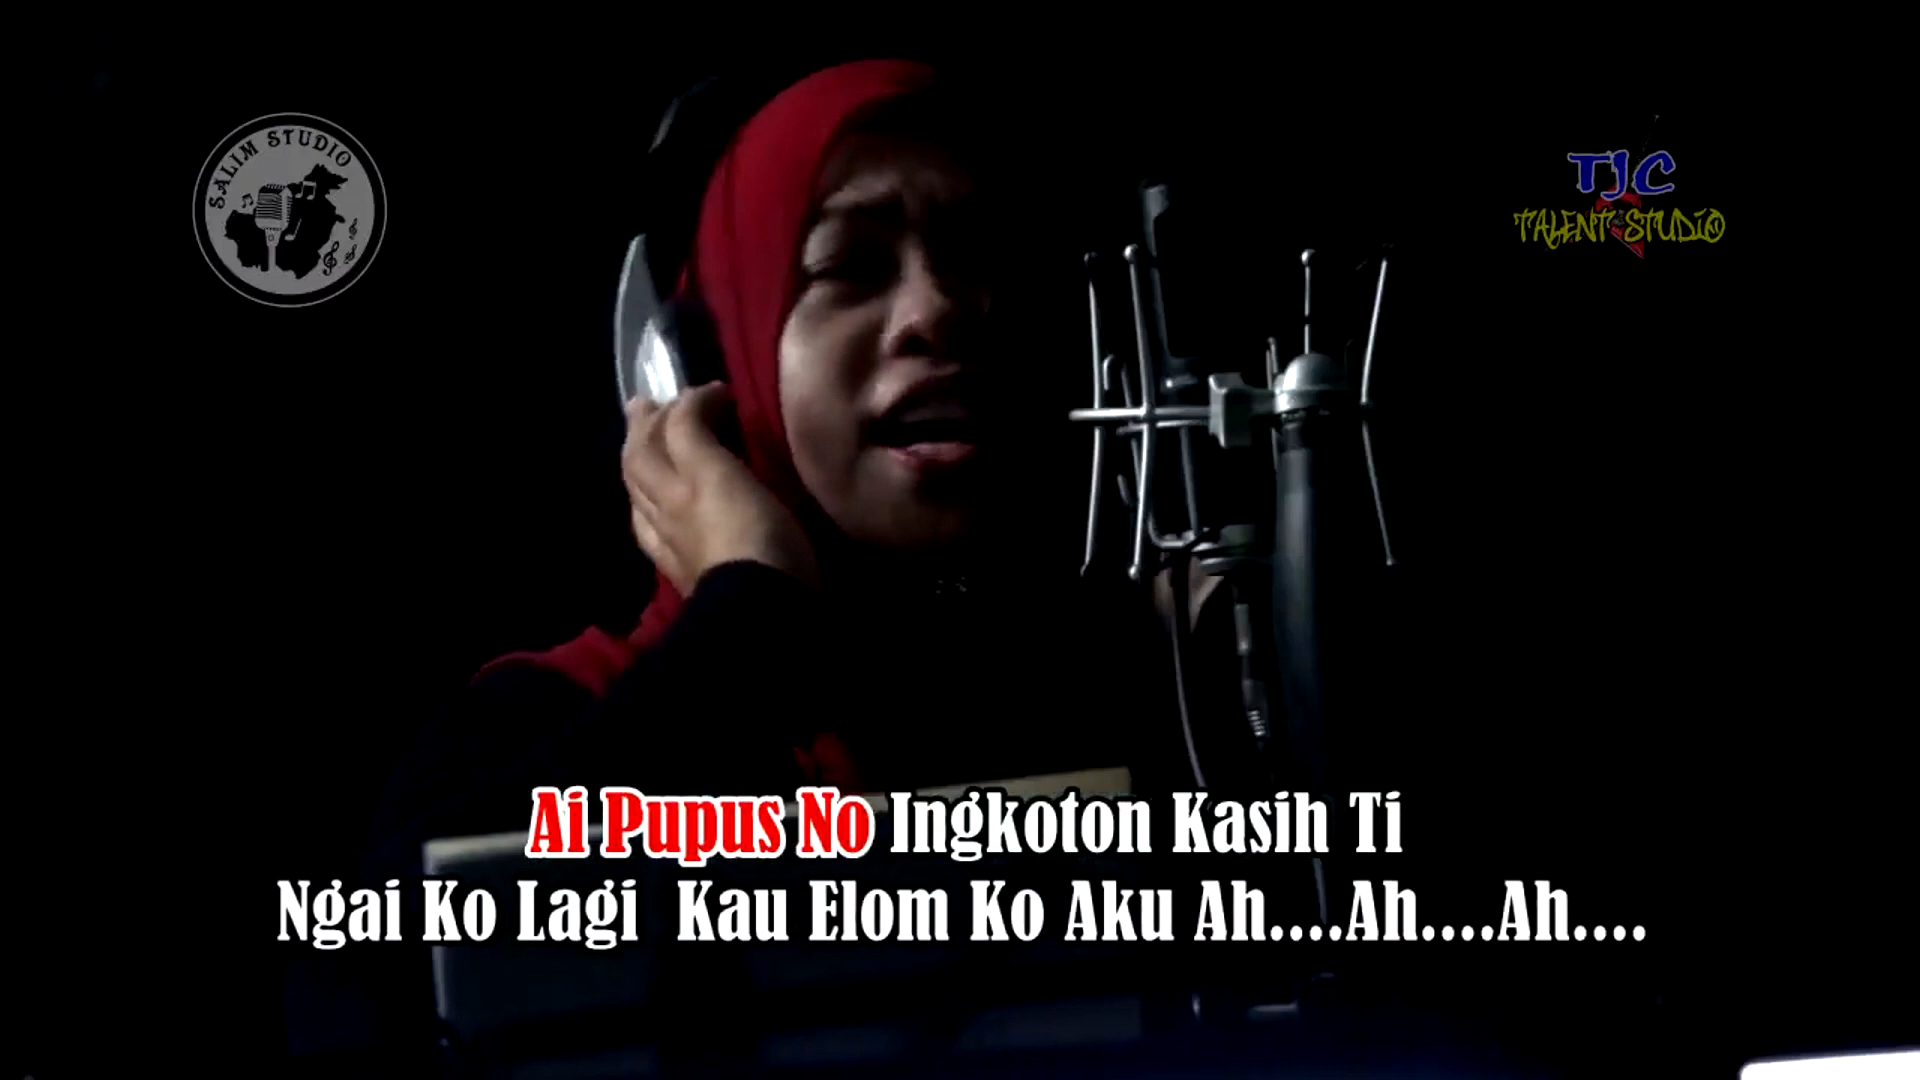 SALIM STUDIO
TJC
TALENT STUDIO
Ai Pupus No Ingkoton Kasih Ti
Ngai Ko Lagi  Kau Elom Ko Aku Ah....Ah....Ah....